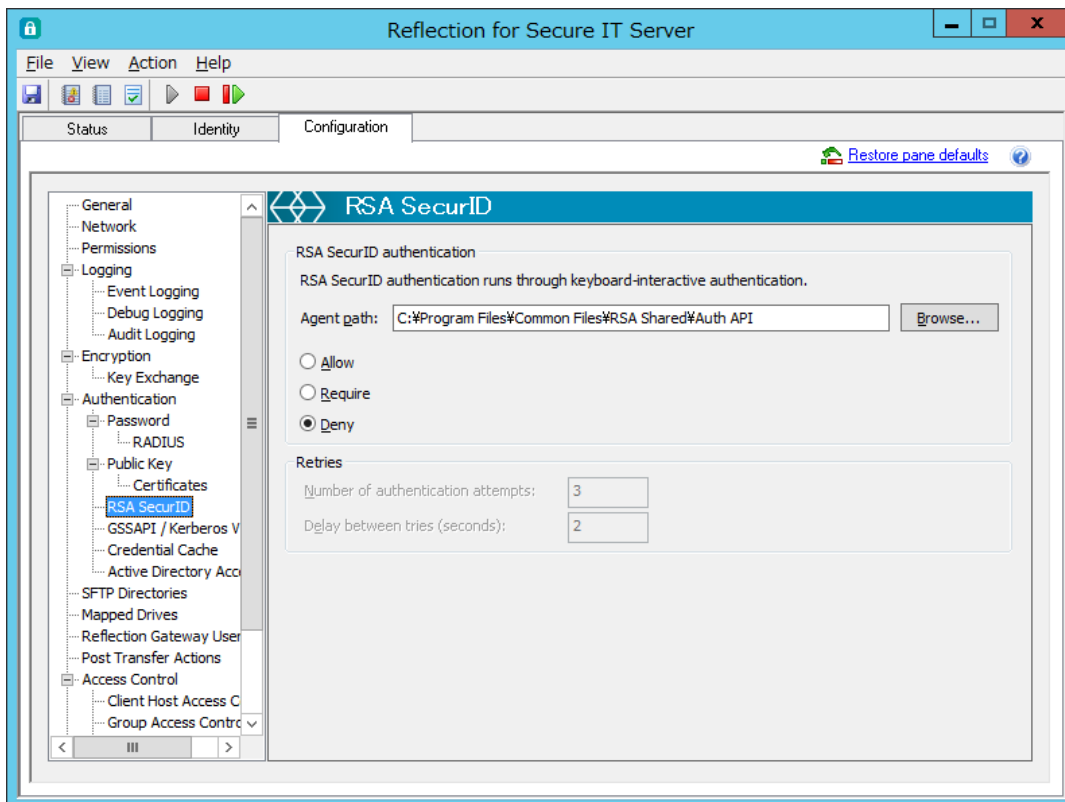 Reflection for Secure IT Server
File View Action Help
Status Identity Configuration
Restore pane defaults
General
Network
Permissions
Logging
Event Logging
Debug Logging
Audit Logging
Encryption
Key Exchange
Authentication
Password
RADIUS
Public Key
Certificates
RSA SecurID
GSSAPI / Kerberos V
Credential Cache
Active Directory Acc
SFTP Directories
Mapped Drives
Reflection Gateway User
Post Transfer Actions
Access Control
Client Host Access C
Group Access Contro
RSA SecurID
RSA SecurID authentication
RSA SecurID authentication runs through keyboard-interactive authentication.
Agent path: C:¥Program Files¥Common Files¥RSA Shared¥Auth API Browse...
Allow
Require
Deny
Retries
Number of authentication attempts: 3
Delay between tries (seconds): 2